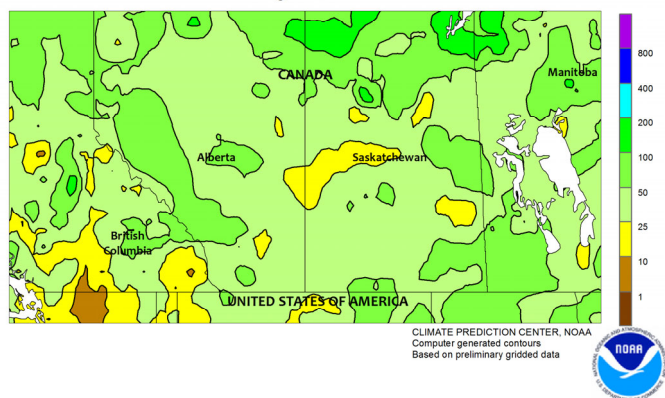 CANADA
Manitoba
Alberta
Saskatchewan
British
Columbia
UNITED STATES OF AMERICA
800
400
200
100
50
25
10
1
CLIMATE PREDICTION CENTER, NOAA
Computer generated contours
Based on preliminary gridded data
NOAA